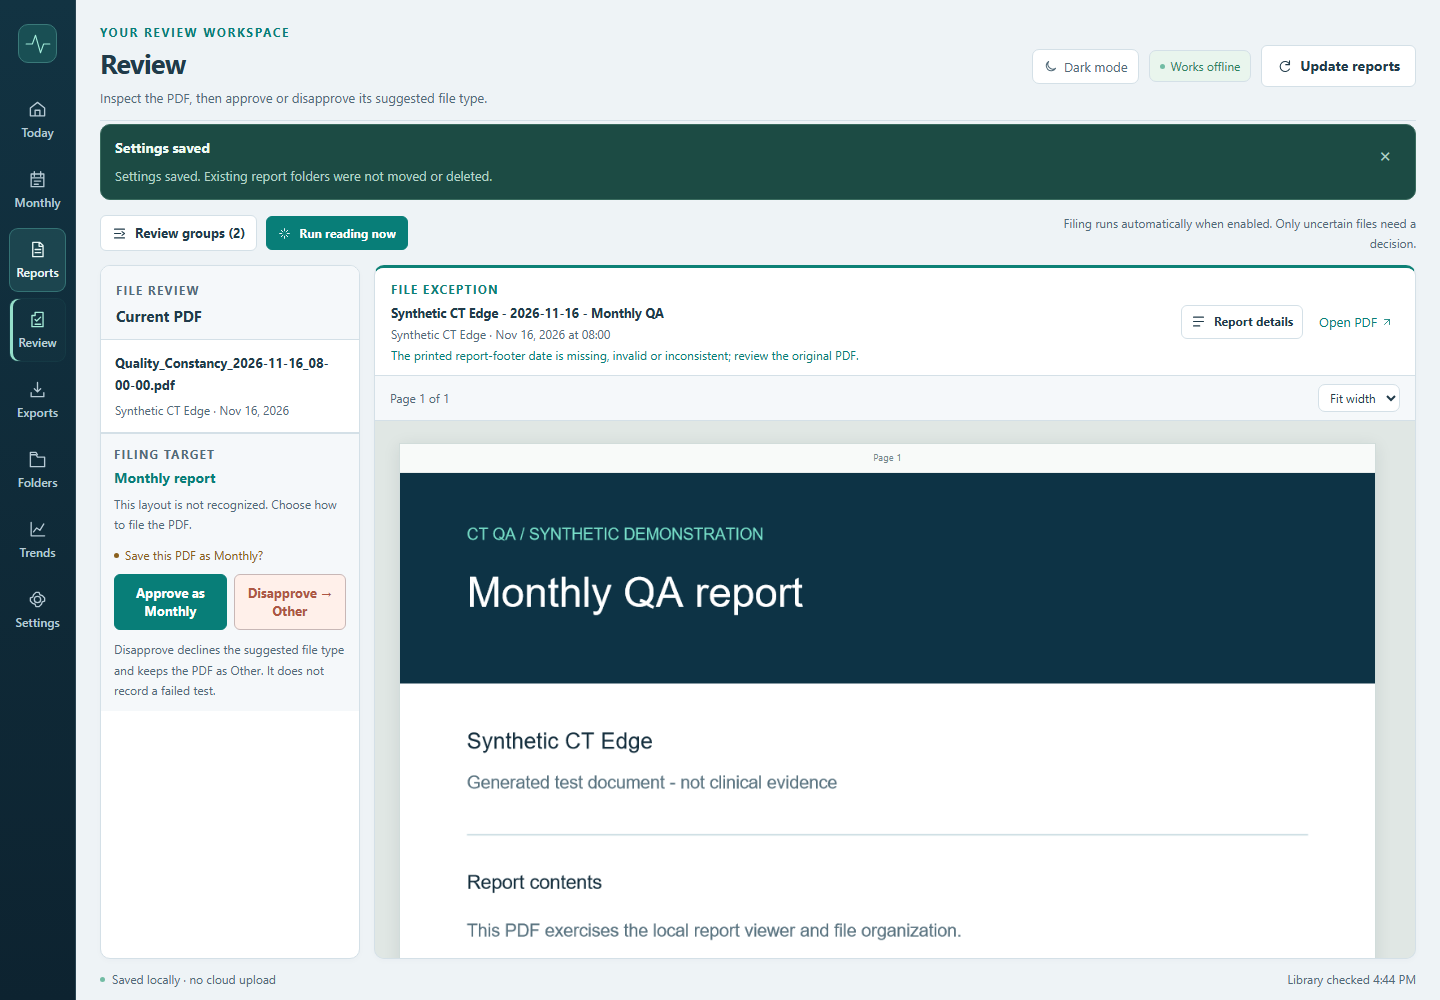 YOUR REVIEW WORKSPACE
Review
Inspect the PDF, then approve or disapprove its suggested file type.
Dark mode
Works offline
Update reports
Today
Monthly
Reports
Review
Exports
Folders
Trends
Settings
Settings saved
Settings saved. Existing report folders were not moved or deleted.
Review groups (2)
Run reading now
Filing runs automatically when enabled. Only uncertain files need a
decision.
FILE REVIEW
Current PDF
Quality_Constancy_2026-11-16_08-
00-00.pdf
Synthetic CT Edge · Nov 16, 2026
FILING TARGET
Monthly report
This layout is not recognized. Choose how
to file the PDF.
Save this PDF as Monthly?
Approve as
Monthly
Disapprove →
Other
Disapprove declines the suggested file type
and keeps the PDF as Other. It does not
record a failed test.
FILE EXCEPTION
Synthetic CT Edge - 2026-11-16 - Monthly QA
Synthetic CT Edge · Nov 16, 2026 at 08:00
The printed report-footer date is missing, invalid or inconsistent; review the original PDF.
Report details
Open PDF
Page 1 of 1
Fit width
Page 1
CT QA / SYNTHETIC DEMONSTRATION
Monthly QA report
Synthetic CT Edge
Generated test document - not clinical evidence
Report contents
This PDF exercises the local report viewer and file organization.
Saved locally · no cloud upload
Library checked 4:44 PM